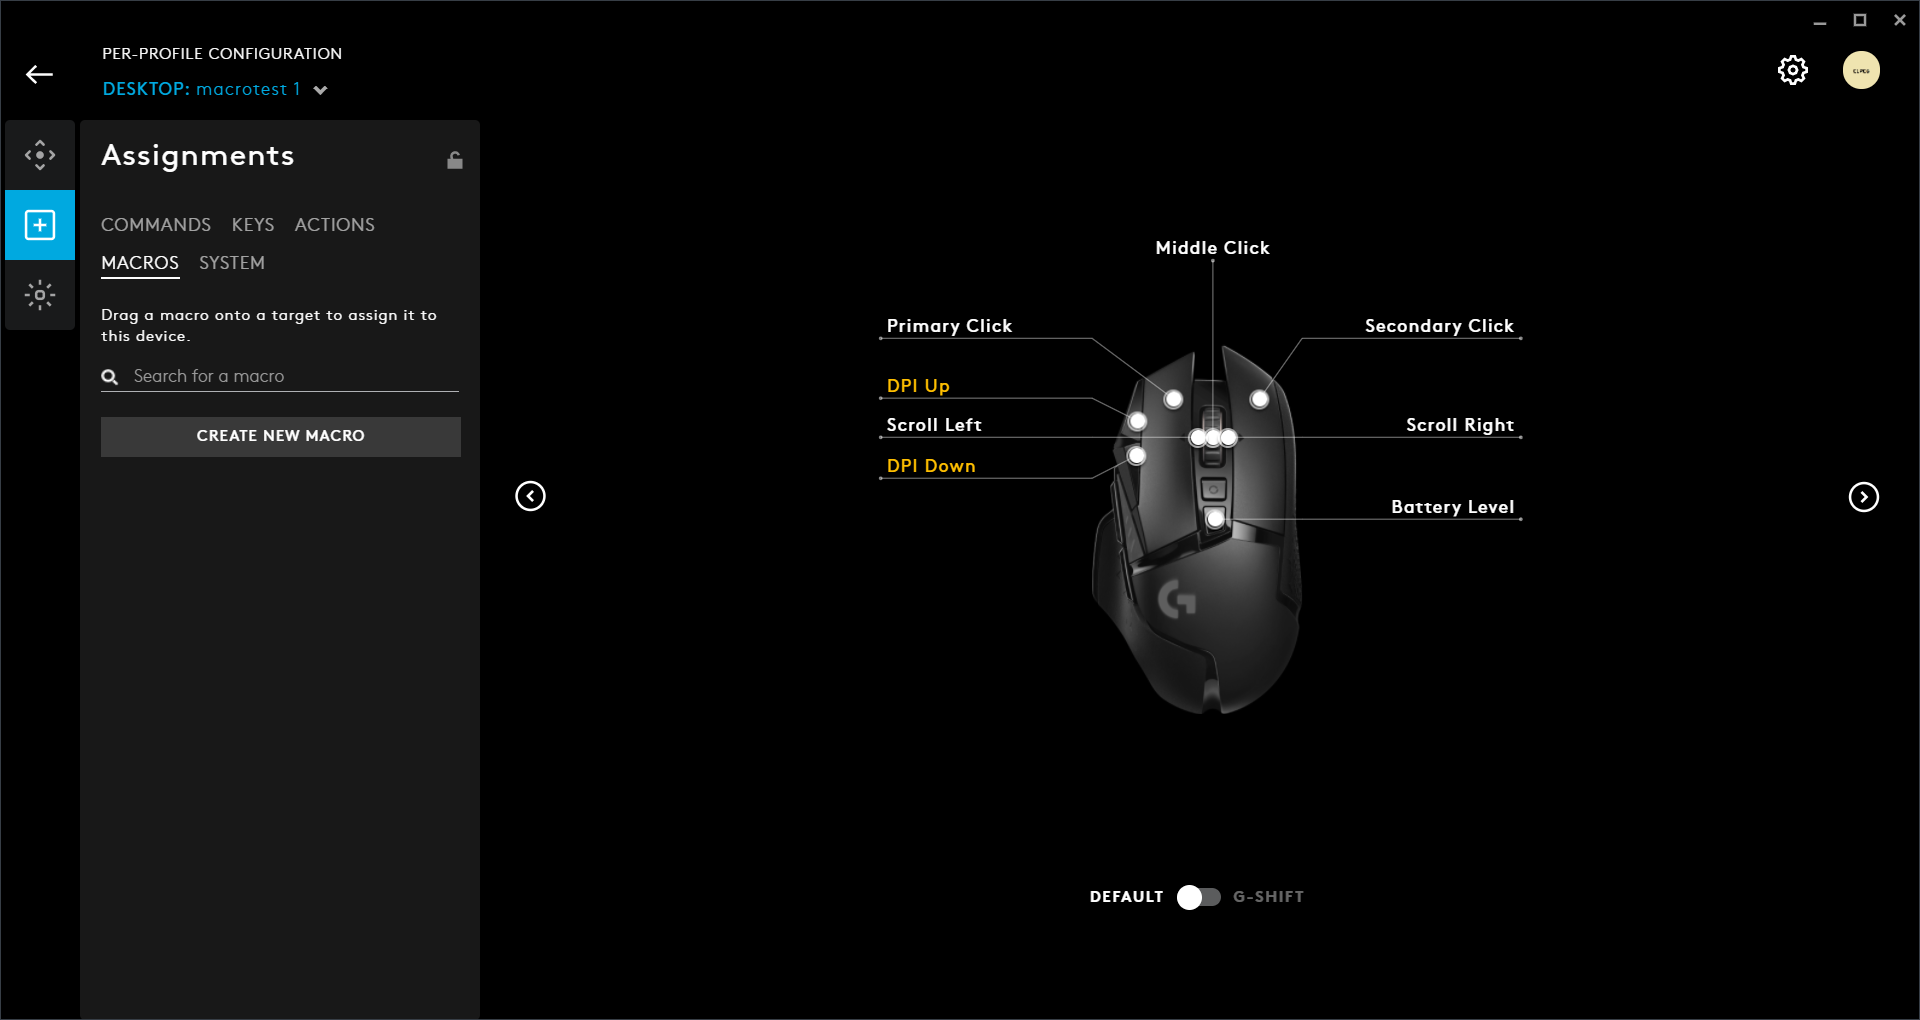 PER-PROFILE CONFIGURATION
DESKTOP: macrotest 1
Assignments
COMMANDS KEYS ACTIONS
MACROS SYSTEM
Drag a macro onto a target to assign it to
this device.
Search for a macro
CREATE NEW MACRO
Middle Click
Primary Click
Secondary Click
DPI Up
Scroll Left
Scroll Right
DPI Down
Battery Level
DEFAULT
G-SHIFT